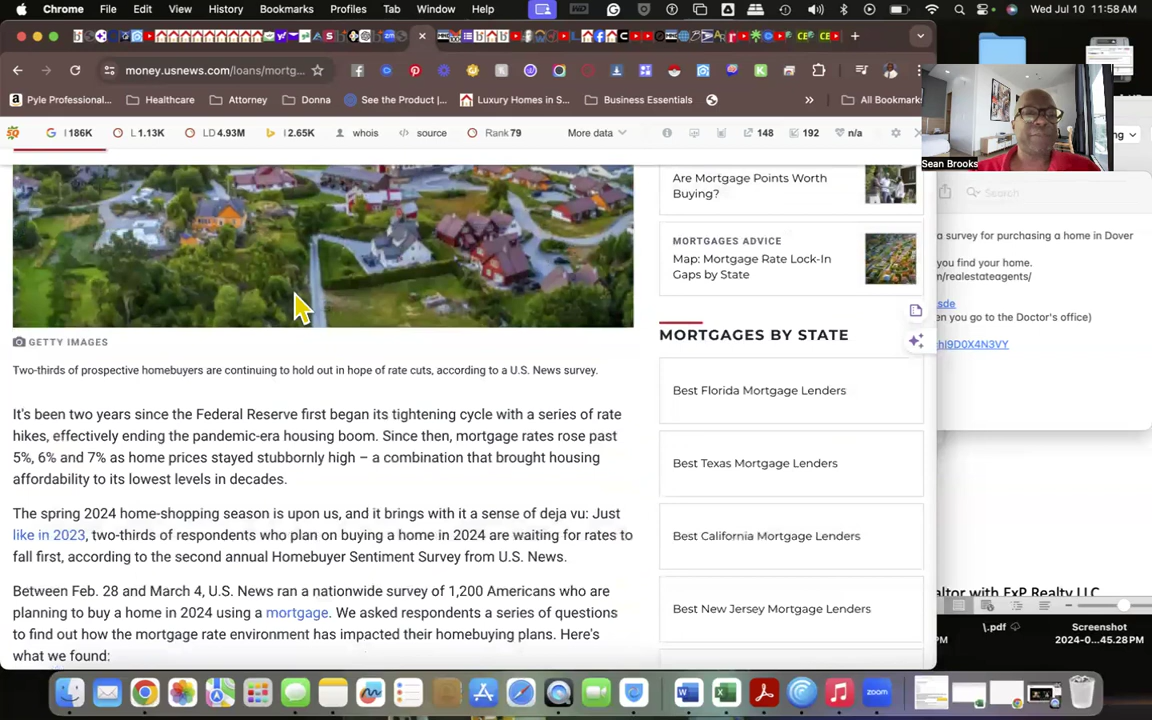 Chrome File Edit View History Bookmarks Profiles Tab Window Help Wed Jul 10 11:58 AM
money.usnews.com/loans/mortg...
Pyle Professional... Healthcare Attorney Donna See the Product |... Luxury Homes in S... Business Essentials » All Bookmarks
I 186K L 1.13K LD 4.93M I 2.65K whois source Rank 79 More data 148 192 n/a
Sean Brooks
Are Mortgage Points Worth
Buying?
MORTGAGES ADVICE
Map: Mortgage Rate Lock-In
Gaps by State
MORTGAGES BY STATE
Best Florida Mortgage Lenders
Best Texas Mortgage Lenders
Best California Mortgage Lenders
Best New Jersey Mortgage Lenders
GETTY IMAGES
Two-thirds of prospective homebuyers are continuing to hold out in hope of rate cuts, according to a U.S. News survey.
It's been two years since the Federal Reserve first began its tightening cycle with a series of rate
hikes, effectively ending the pandemic-era housing boom. Since then, mortgage rates rose past
5%, 6% and 7% as home prices stayed stubbornly high – a combination that brought housing
affordability to its lowest levels in decades.
The spring 2024 home-shopping season is upon us, and it brings with it a sense of deja vu: Just
like in 2023, two-thirds of respondents who plan on buying a home in 2024 are waiting for rates to
fall first, according to the second annual Homebuyer Sentiment Survey from U.S. News.
Between Feb. 28 and March 4, U.S. News ran a nationwide survey of 1,200 Americans who are
planning to buy a home in 2024 using a mortgage. We asked respondents a series of questions
to find out how the mortgage rate environment has impacted their homebuying plans. Here's
what we found:
Search
a survey for purchasing a home in Dover
you find your home.
m/realestateagents/
sde
en you go to the Doctor's office)
chI9D0X4N3VY
altor with ExP Realty LLC
\.pdf
Screenshot
PM 2024-0...45.28 PM
zoom